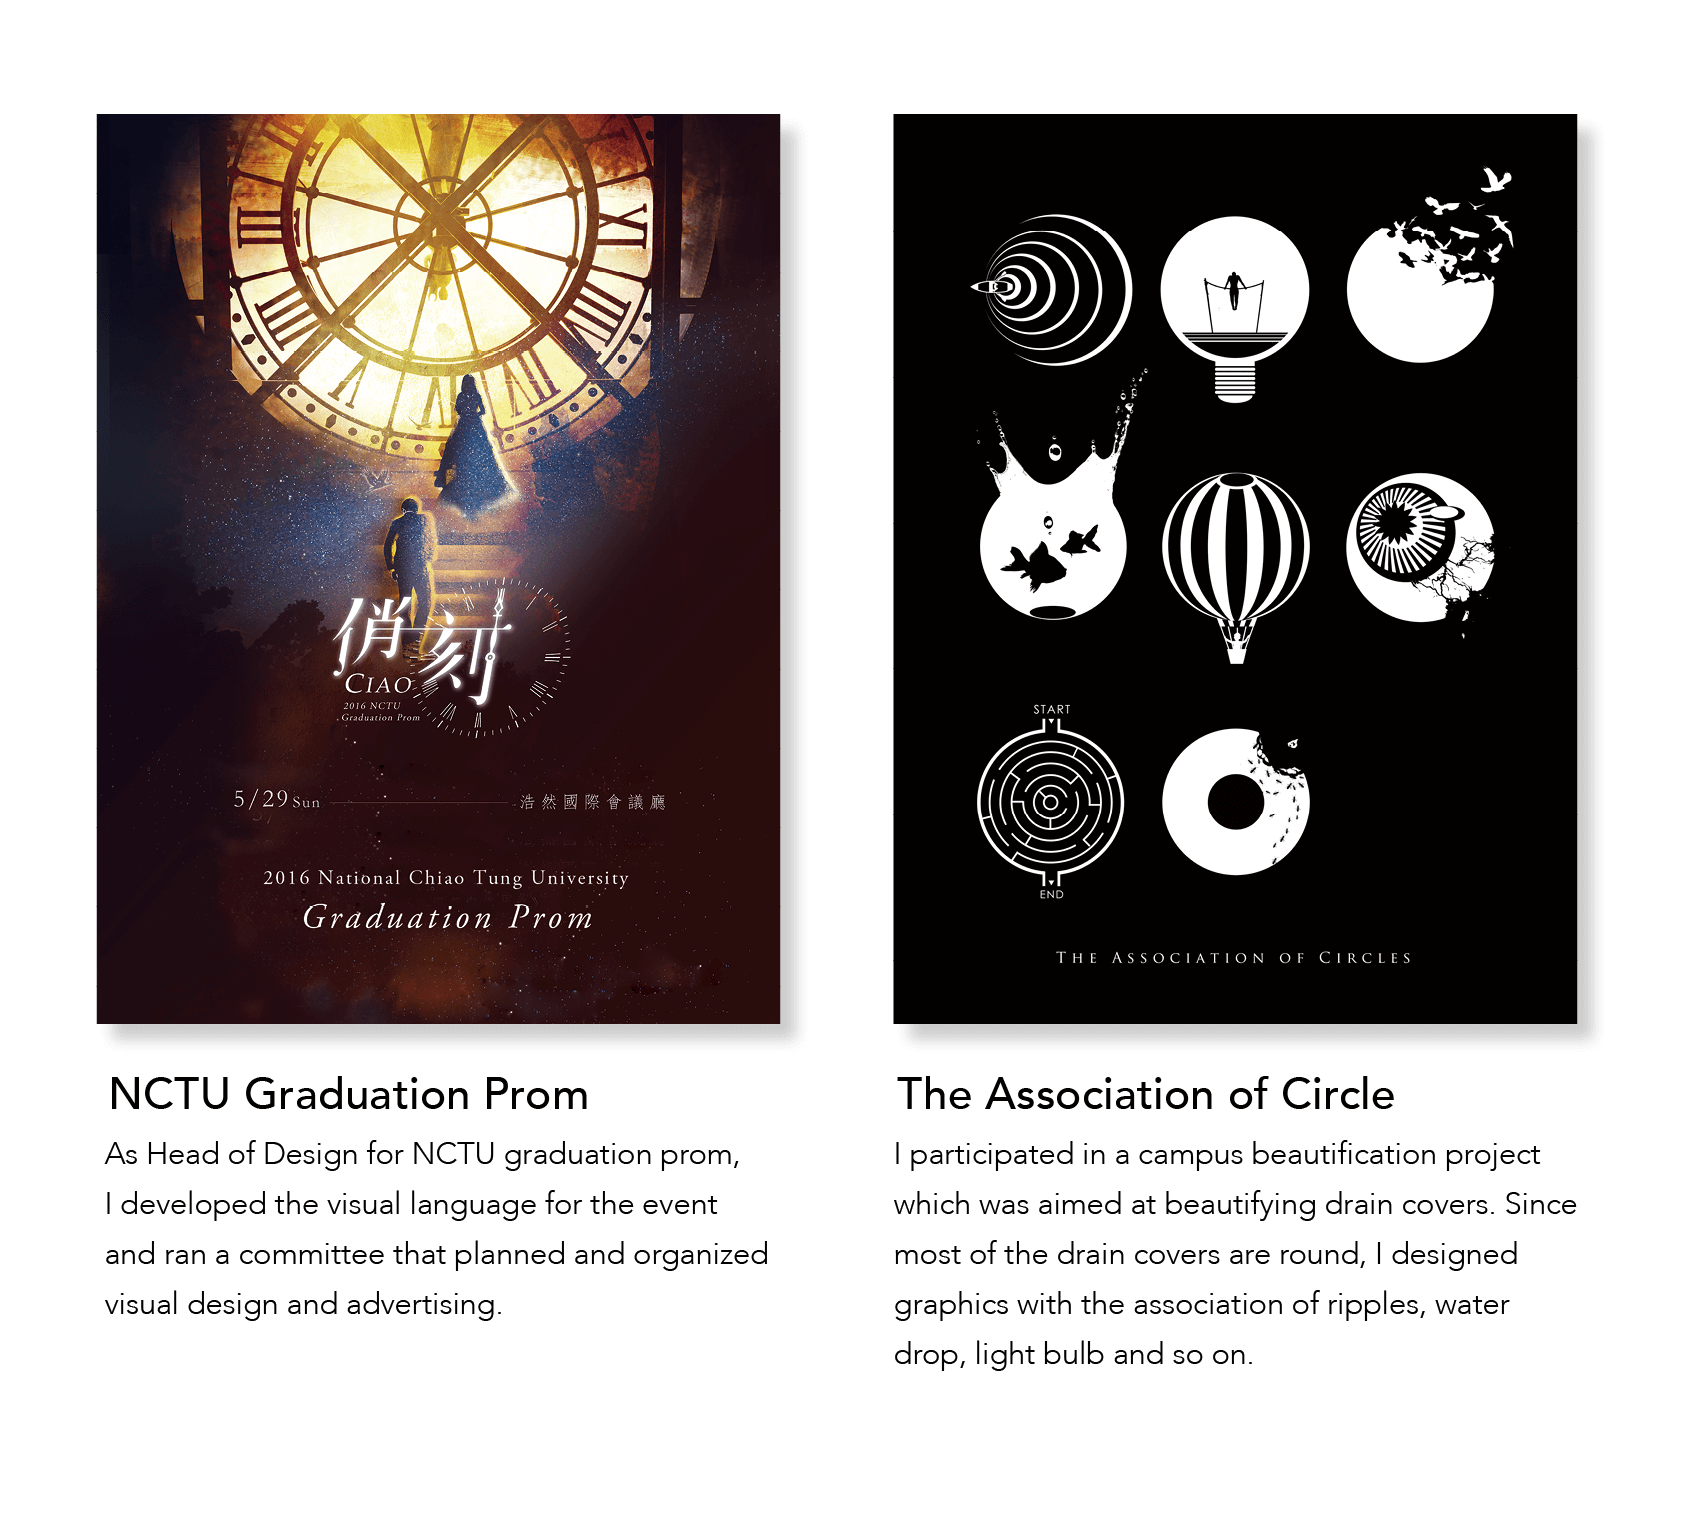 俏刻
CIAO
2016 NCTU
Graduation Prom
5/29 Sun
浩然國際會議廳
2016 National Chiao Tung University
Graduation Prom
START
END
THE ASSOCIATION OF CIRCLES
NCTU Graduation Prom
As Head of Design for NCTU graduation prom,
I developed the visual language for the event
and ran a committee that planned and organized
visual design and advertising.
The Association of Circle
I participated in a campus beautification project
which was aimed at beautifying drain covers. Since
most of the drain covers are round, I designed
graphics with the association of ripples, water
drop, light bulb and so on.